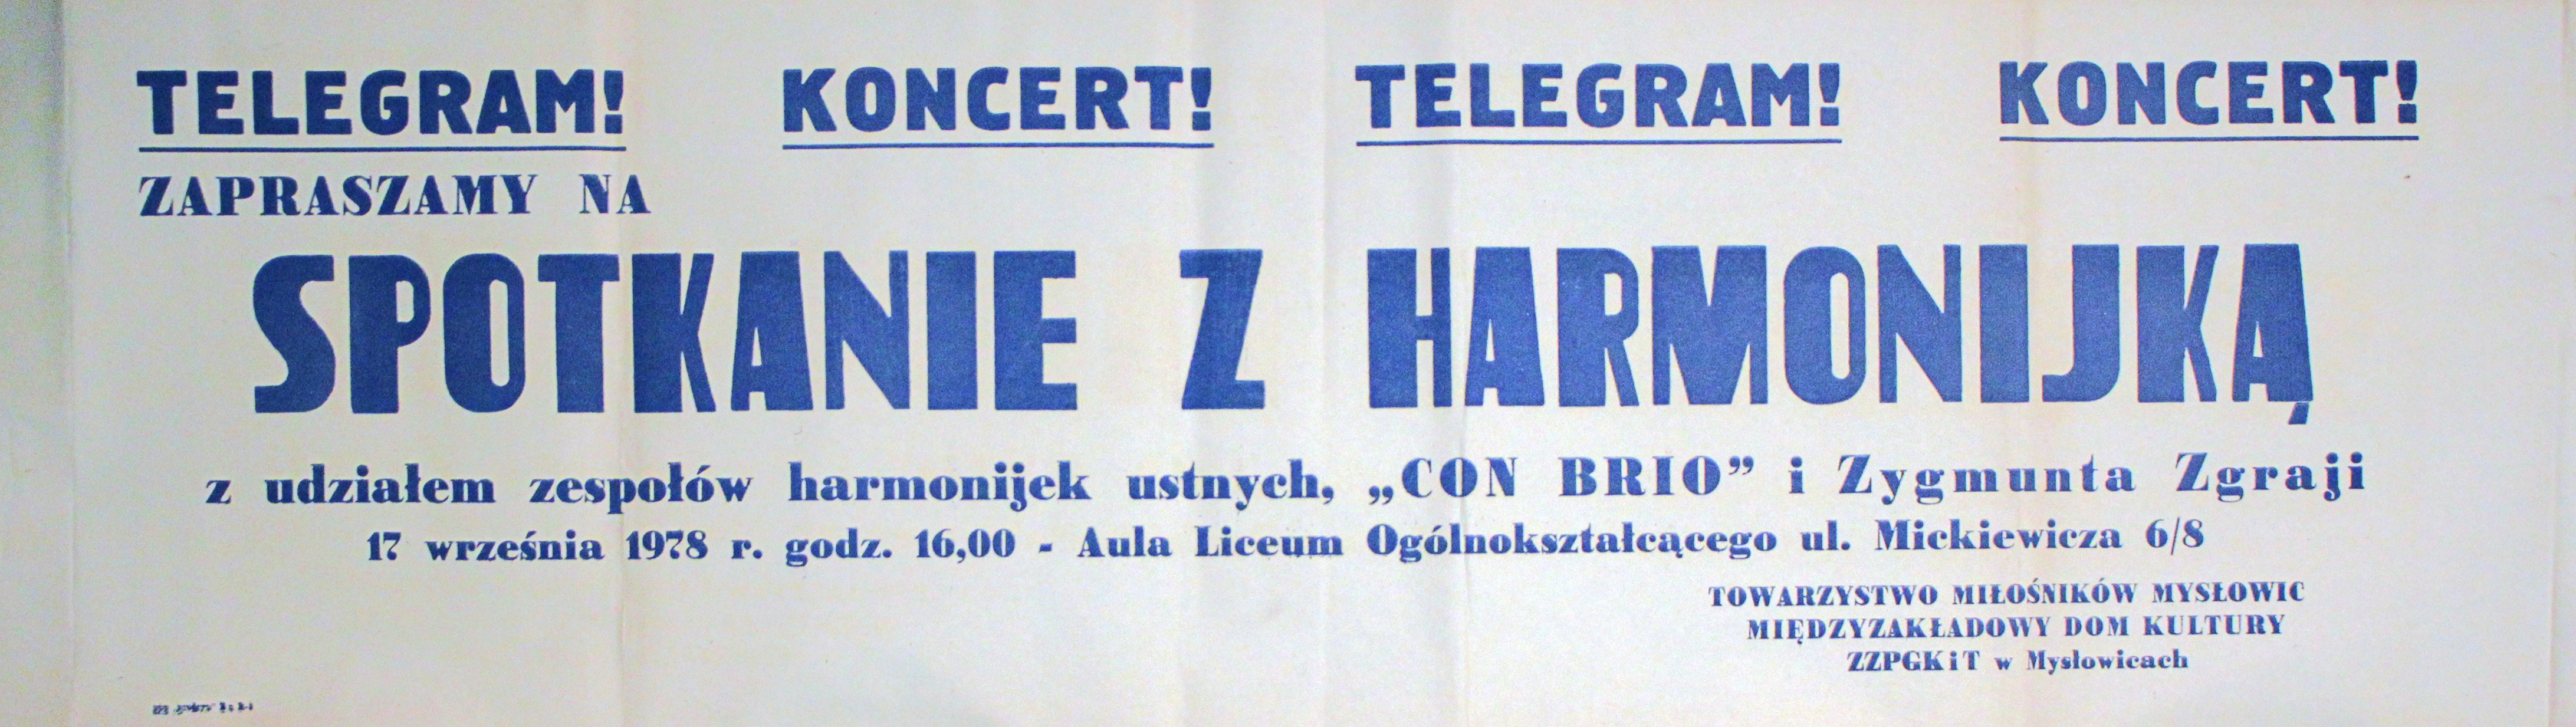 TELEGRAM! KONCERT! TELEGRAM! KONCERT!
ZAPRASZAMY NA
SPOTKANIE Z HARMONIJKĄ
z udziałem zespołów harmonijek ustnych, „CON BRIO” i Zygmunta Zgraji
17 września 1978 r. godz. 16,00 - Aula Liceum Ogólnokształcącego ul. Mickiewicza 6/8
TOWARZYSTWO MIŁOŚNIKÓW MYSŁOWIC
MIĘDZYZAKŁADOWY DOM KULTURY
ZZPGKiT w Mysłowicach